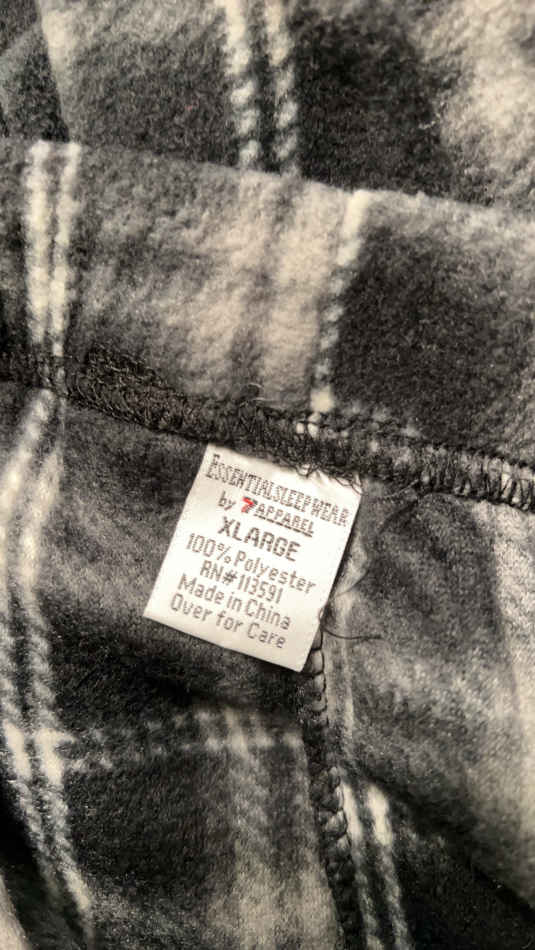 ESSENTIALSLEEPWEAR
by 7 APPAREL
XLARGE
100% Polyester
RN#113591
Made in China
Over for Care